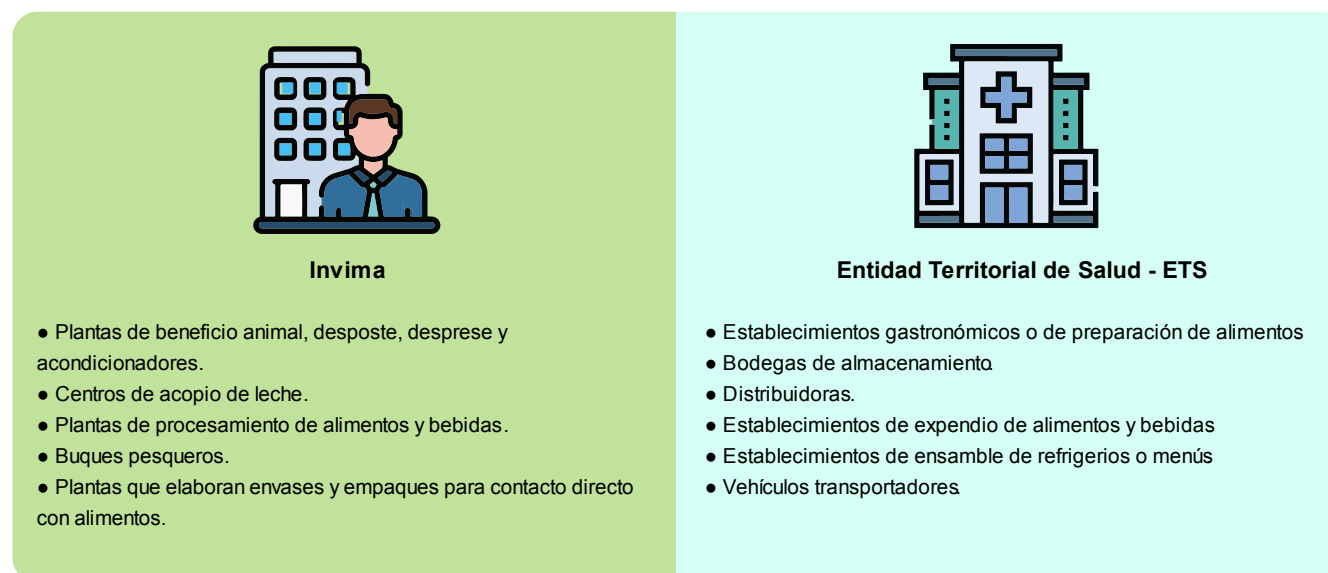 Invima
● Plantas de beneficio animal, desposte, desprese y
acondicionadores.
● Centros de acopio de leche.
● Plantas de procesamiento de alimentos y bebidas.
● Buques pesqueros.
● Plantas que elaboran envases y empaques para contacto directo
con alimentos.
Entidad Territorial de Salud - ETS
● Establecimientos gastronómicos o de preparación de alimentos
● Bodegas de almacenamiento.
● Distribuidoras.
● Establecimientos de expendio de alimentos y bebidas
● Establecimientos de ensamble de refrigerios o menús
● Vehículos transportadores.